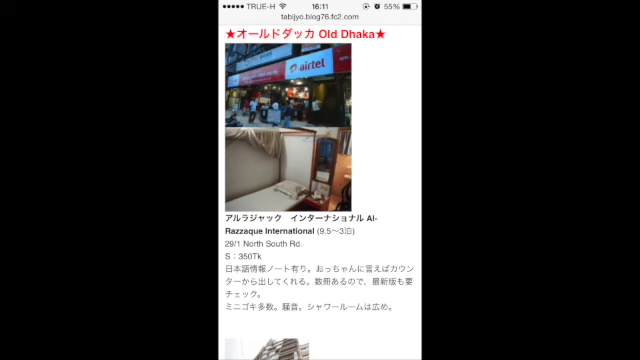 TRUE-H 16:11 55%
tabijyo.blog76.fc2.com
★オールドダッカ Old Dhaka★
airtel
アルラジャック　インターナショナル Al-
Razzaque International (9.5～3泊)
29/1 North South Rd.
S：350Tk
日本語情報ノート有り。おっちゃんに言えばカウン
ターから出してくれる。数冊あるので、最新版も要
チェック。
ミニゴキ多数。騒音。シャワールームは広め。